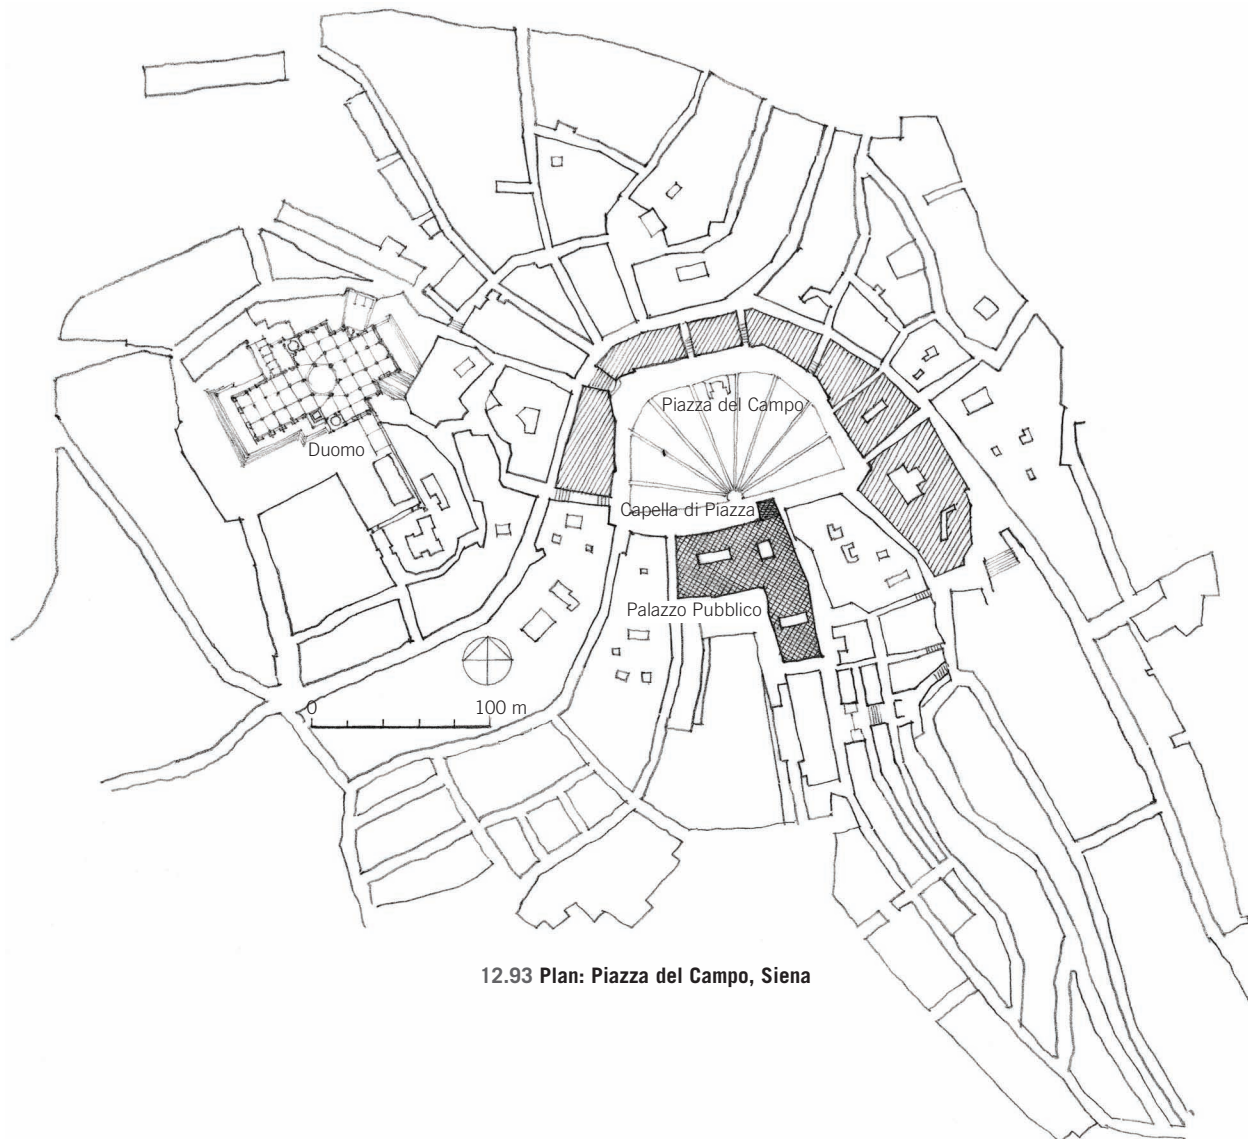 Piazza del Campo
Duomo
Capella di Piazza
Palazzo Pubblico
0 100 m
12.93 Plan: Piazza del Campo, Siena